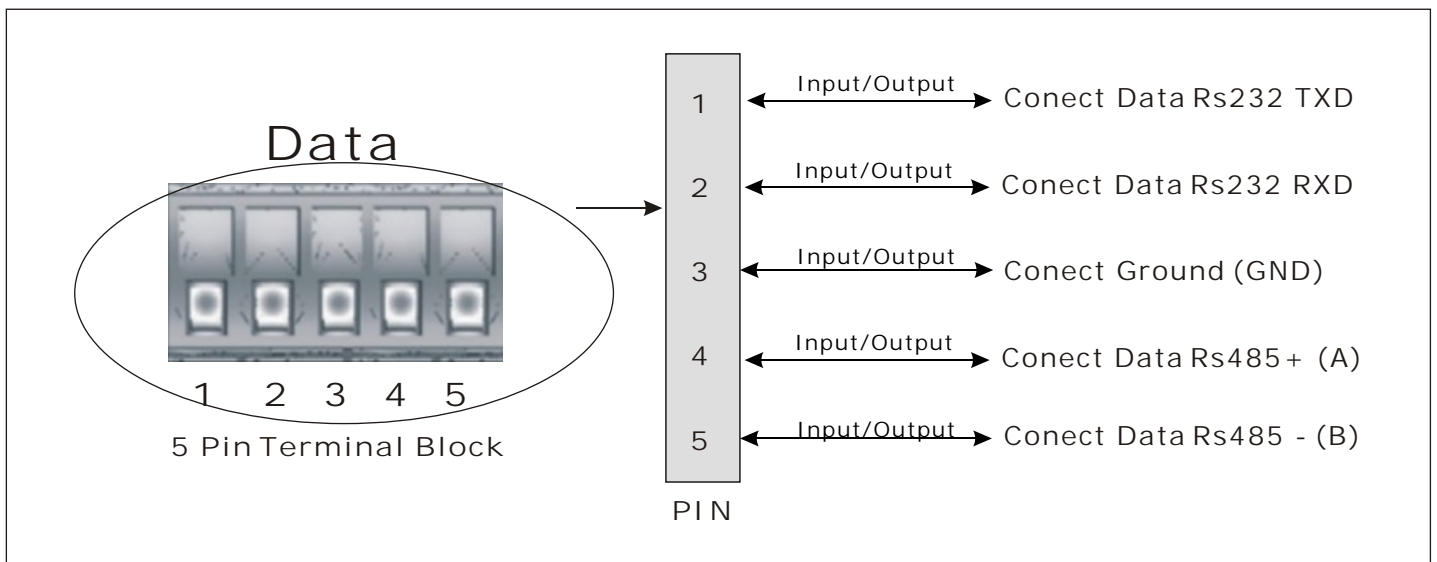 Data
1 2 3 4 5
5 Pin Terminal Block
1
Input/Output
Conect Data Rs232 TXD
2
Input/Output
Conect Data Rs232 RXD
3
Input/Output
Conect Ground (GND)
4
Input/Output
Conect Data Rs485+ (A)
5
Input/Output
Conect Data Rs485 - (B)
PIN